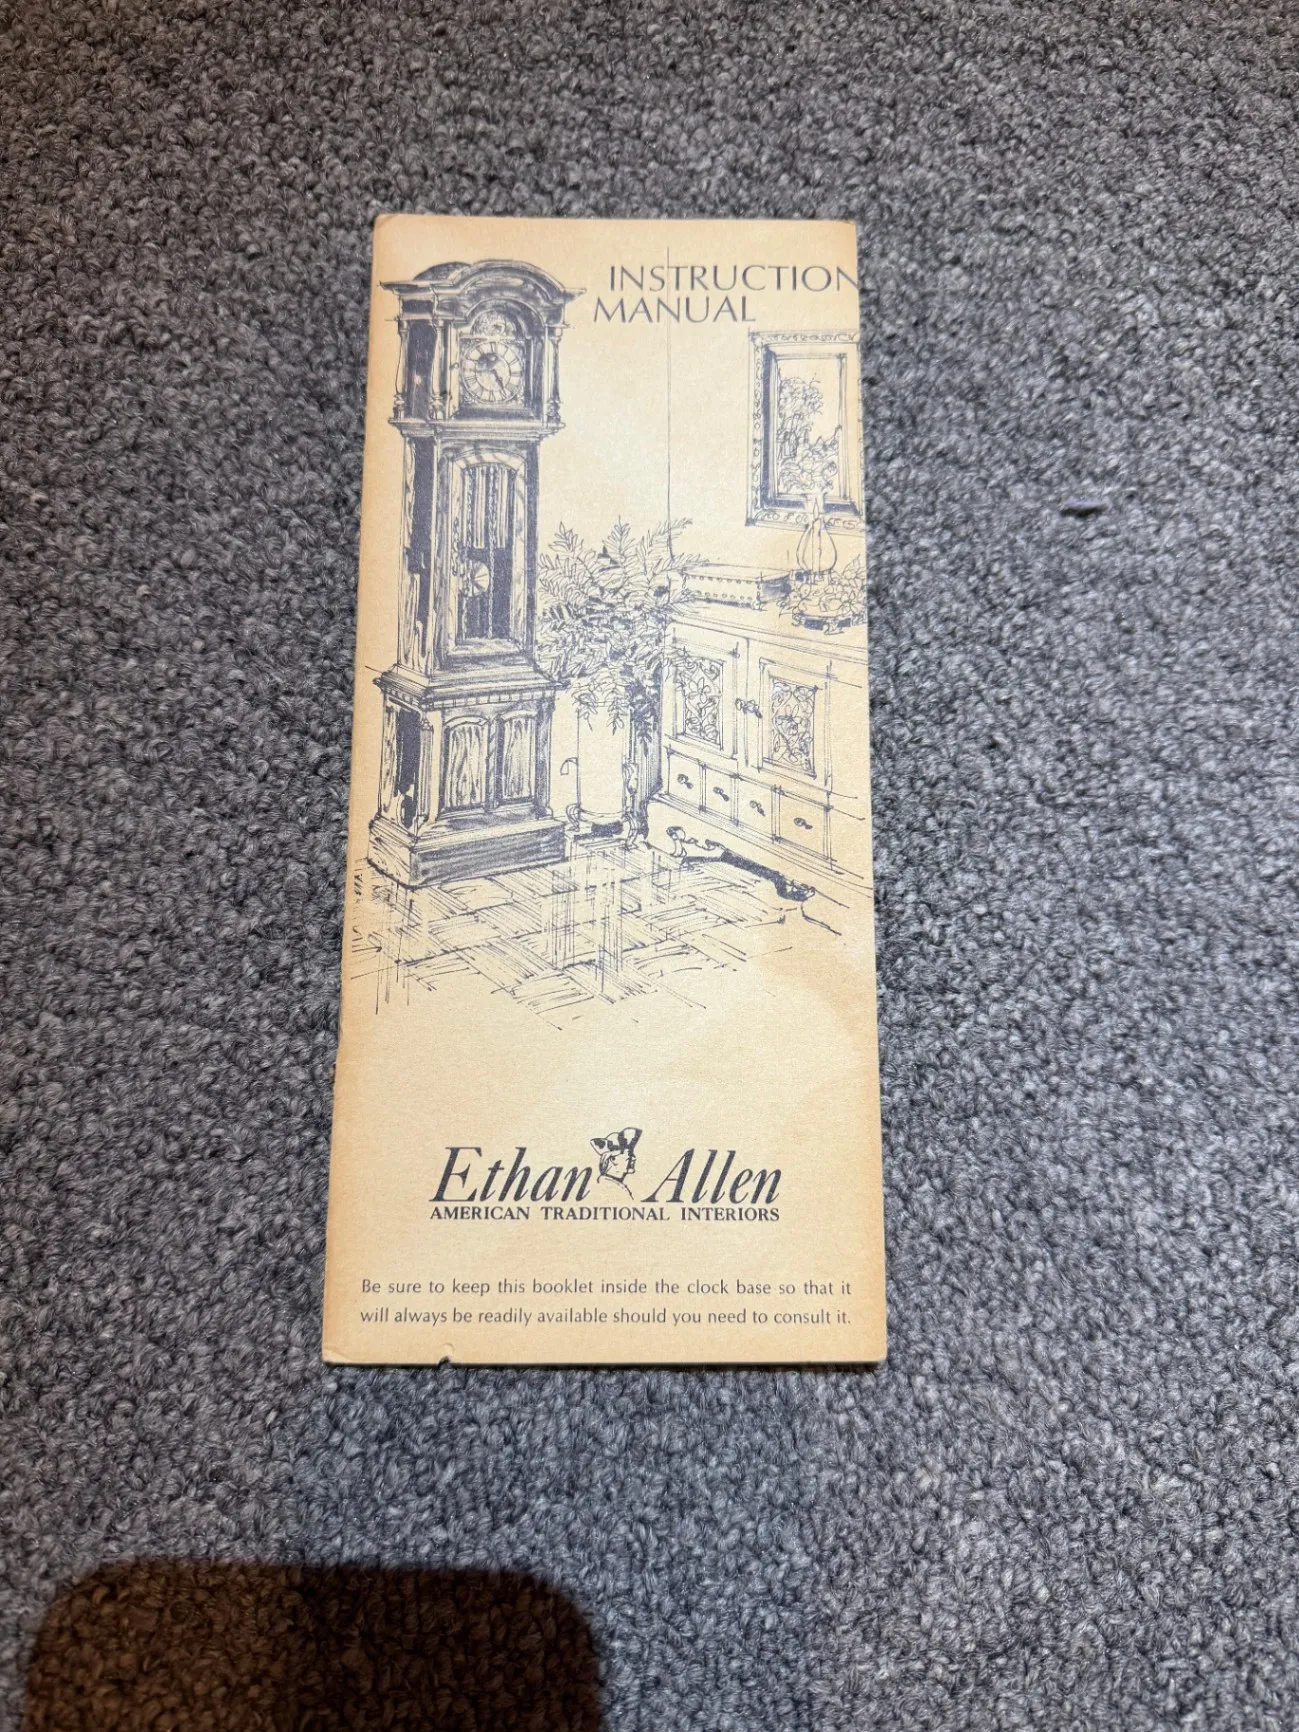 INSTRUCTION
MANUAL
Ethan Allen
AMERICAN TRADITIONAL INTERIORS
Be sure to keep this booklet inside the clock base so that it
will always be readily available should you need to consult it.